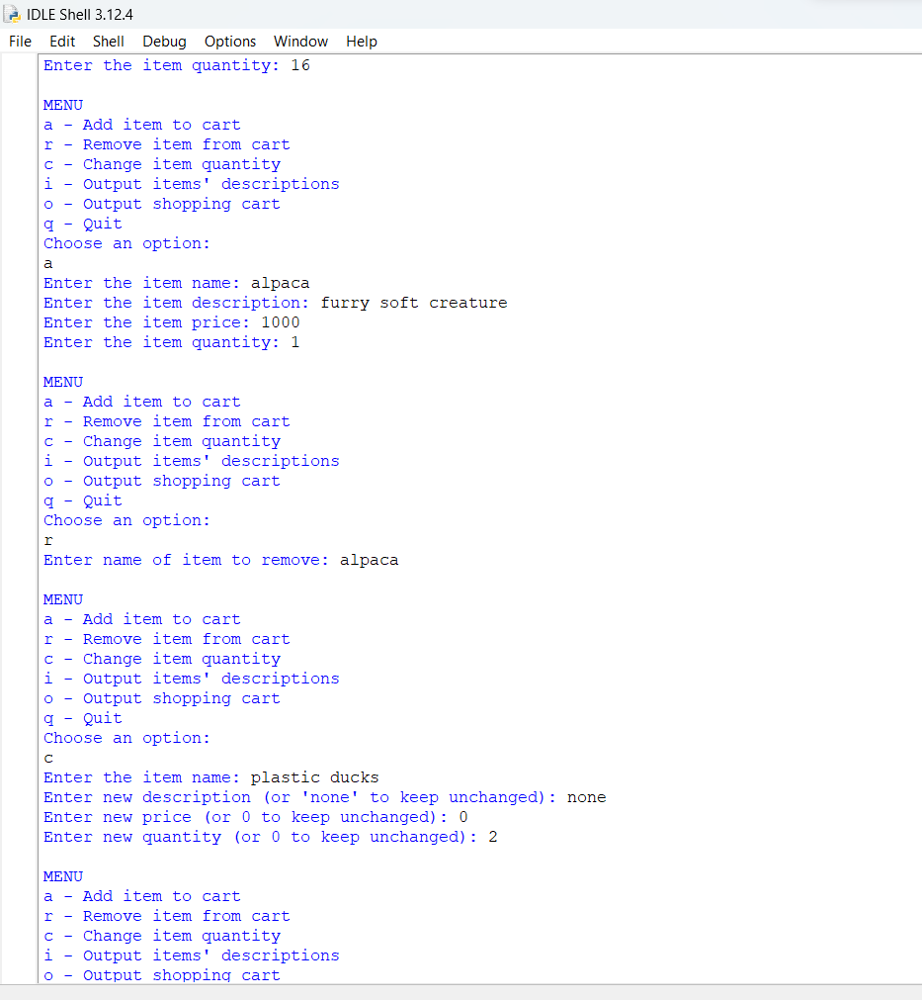 IDLE Shell 3.12.4
File Edit Shell Debug Options Window Help
Enter the item quantity: 16
MENU
a - Add item to cart
r - Remove item from cart
c - Change item quantity
i - Output items' descriptions
o - Output shopping cart
q - Quit
Choose an option:
a
Enter the item name: alpaca
Enter the item description: furry soft creature
Enter the item price: 1000
Enter the item quantity: 1
MENU
a - Add item to cart
r - Remove item from cart
c - Change item quantity
i - Output items' descriptions
o - Output shopping cart
q - Quit
Choose an option:
r
Enter name of item to remove: alpaca
MENU
a - Add item to cart
r - Remove item from cart
c - Change item quantity
i - Output items' descriptions
o - Output shopping cart
q - Quit
Choose an option:
c
Enter the item name: plastic ducks
Enter new description (or 'none' to keep unchanged): none
Enter new price (or 0 to keep unchanged): 0
Enter new quantity (or 0 to keep unchanged): 2
MENU
a - Add item to cart
r - Remove item from cart
c - Change item quantity
i - Output items' descriptions
o - Output shopping cart